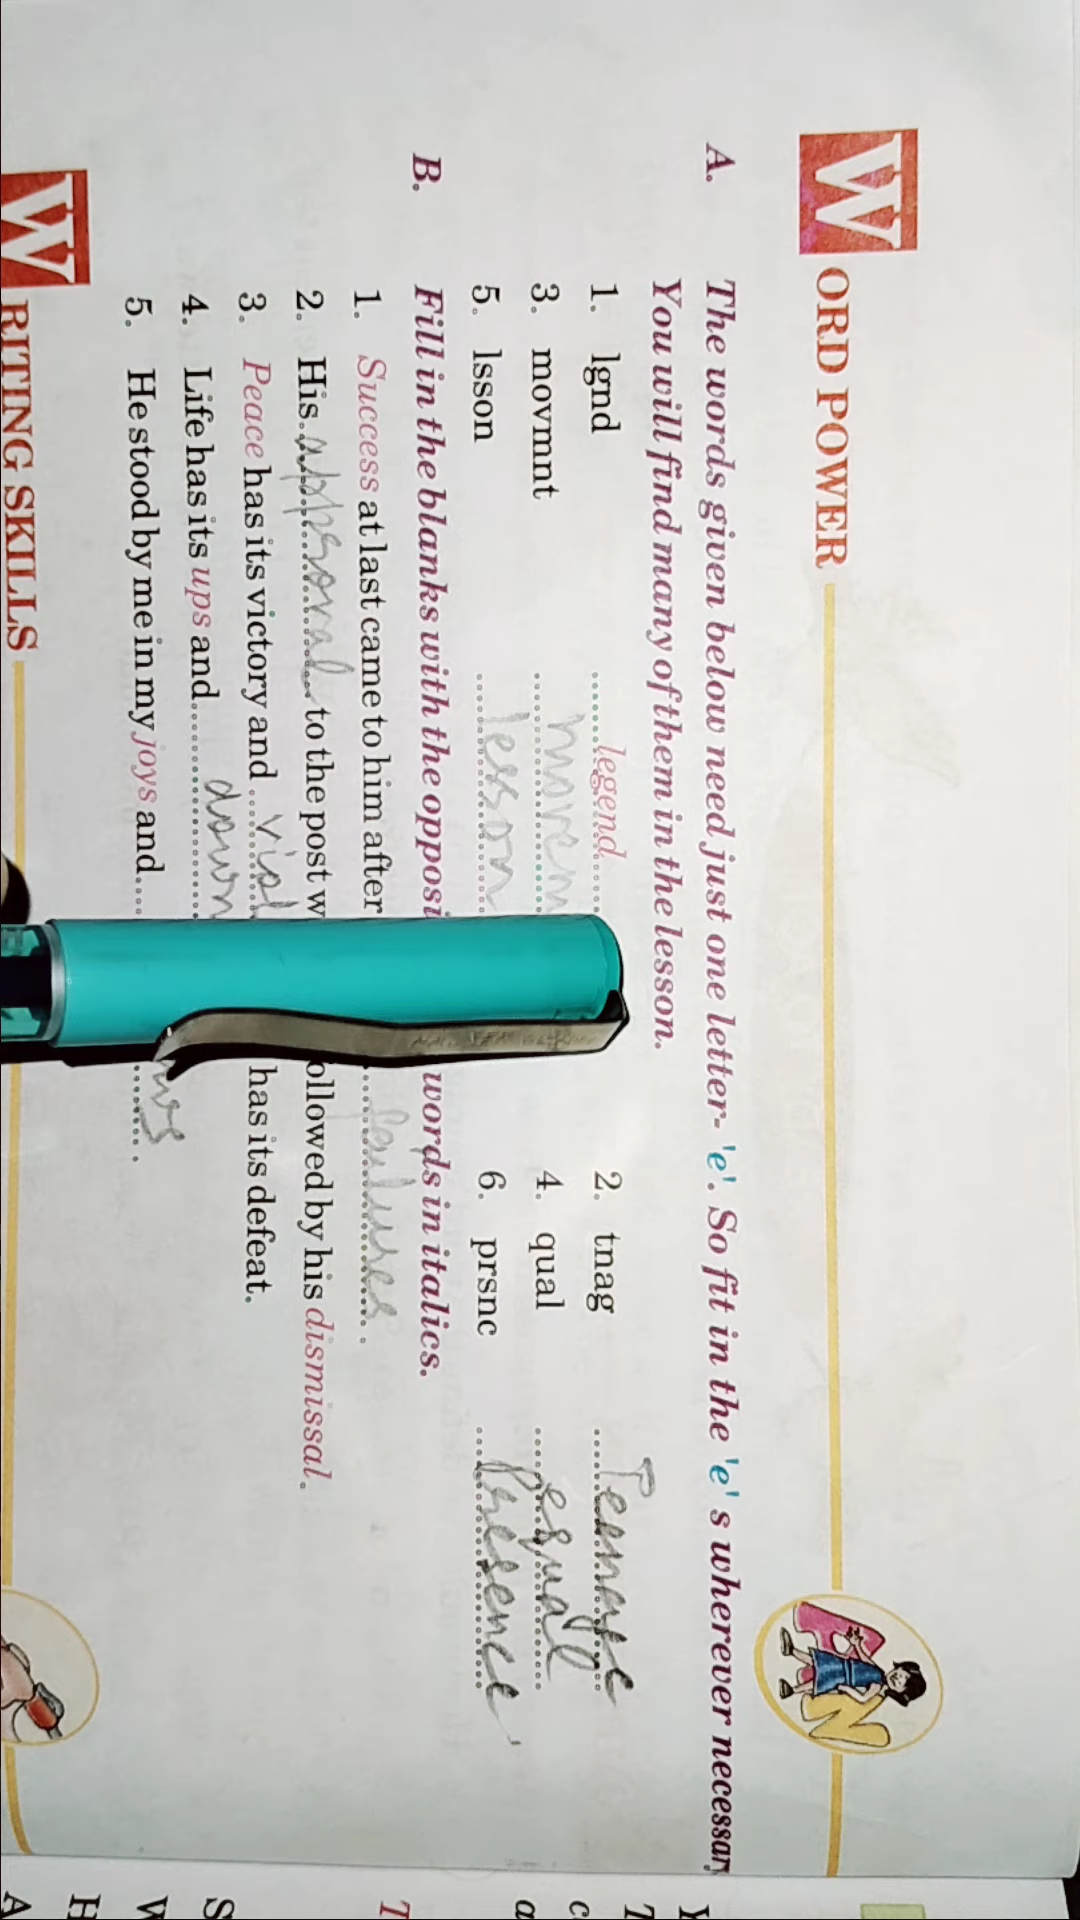 WORD POWER
A. The words given below need just one letter- 'e'. So fit in the 'e' s wherever necessary
You will find many of them in the lesson.
1. lgnd legend 2. tnag Teenage
3. movmnt movem 4. qual equal
5. lsson lesson 6. prsnc Presence
B. Fill in the blanks with the opposi words in italics.
1. Success at last came to him after failures.
2. His appraoval to the post w ollowed by his dismissal.
3. Peace has its victory and has its defeat.
4. Life has its ups and down
5. He stood by me in my joys and
WRITING SKILLS